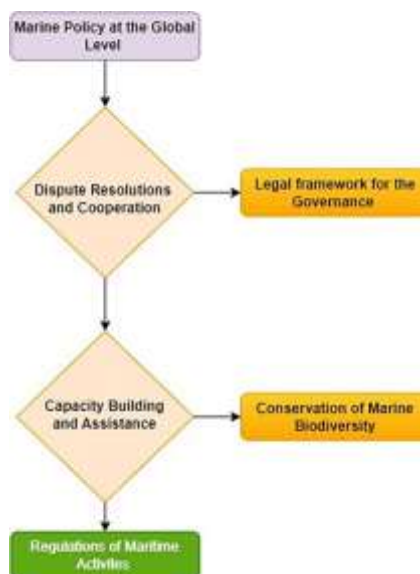 Marine Policy at the Global
Level
Dispute Resolutions
and Cooperation
Legal framework for the
Governance
Capacity Building
and Assistance
Conservation of Marine
Biodiversity
Regulations of Maritime
Activities